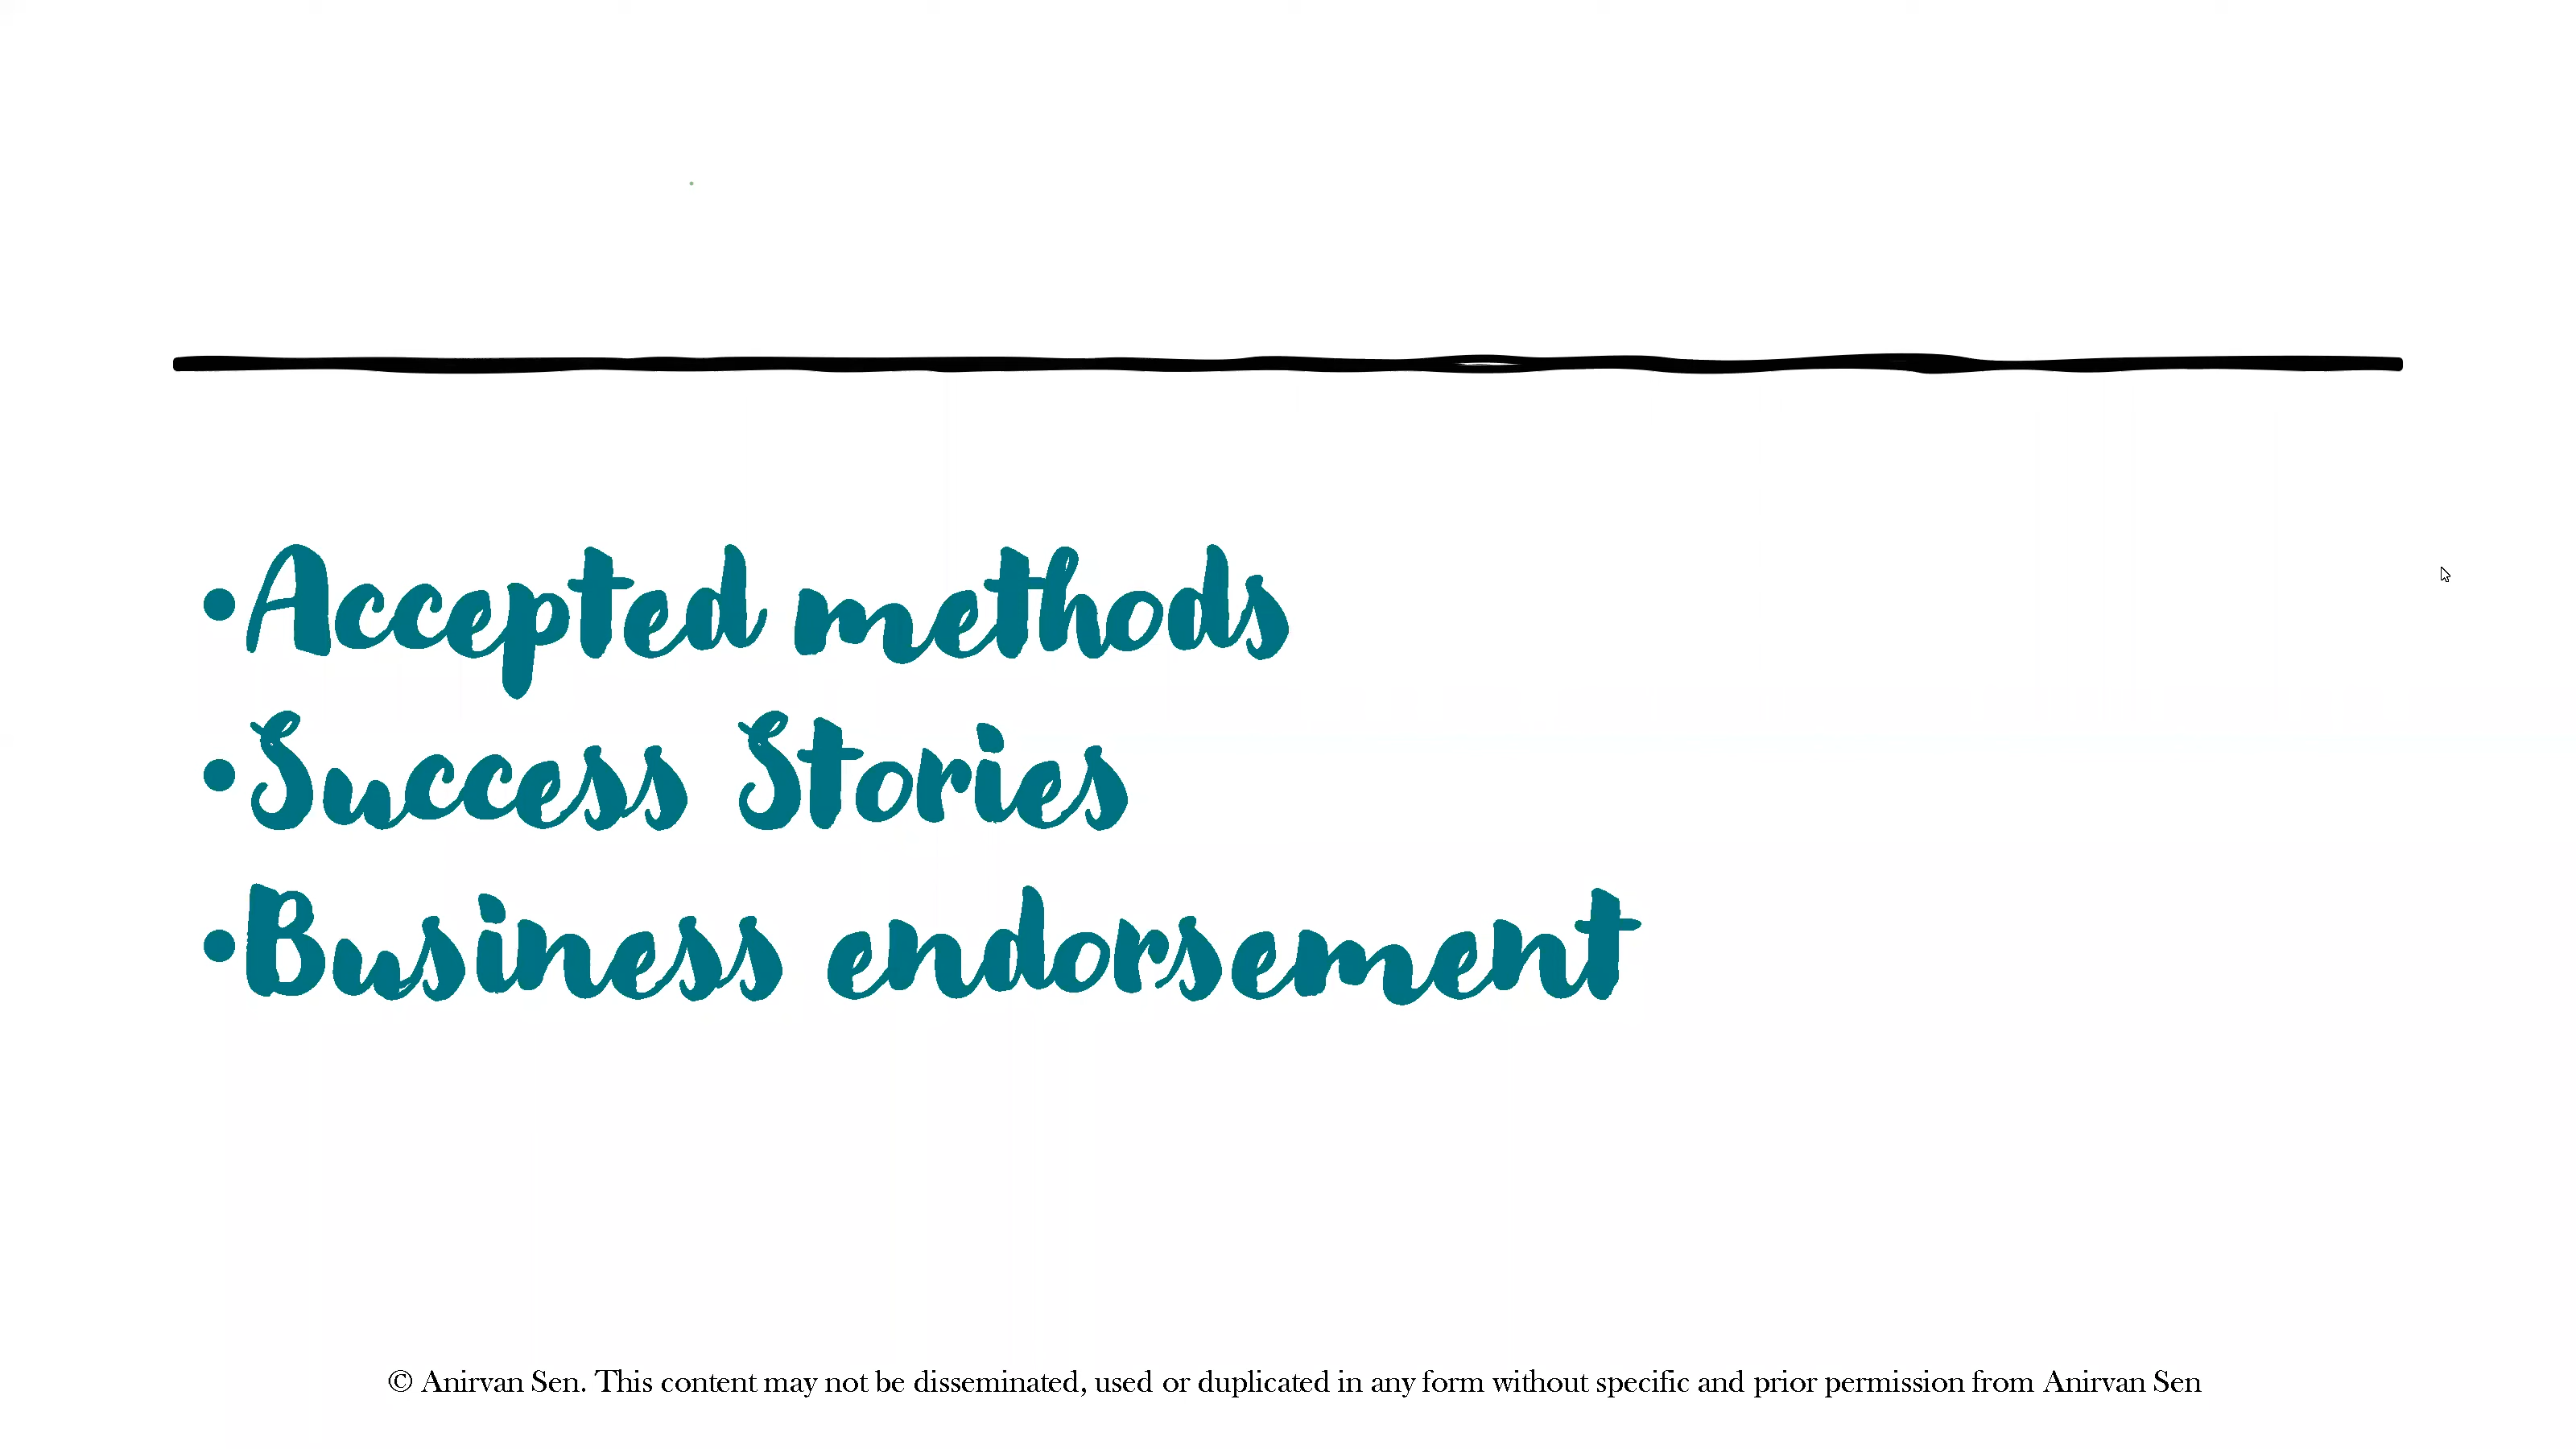 •Accepted methods
•Success Stories
•Business endorsement
© Anirvan Sen. This content may not be disseminated, used or duplicated in any form without specific and prior permission from Anirvan Sen